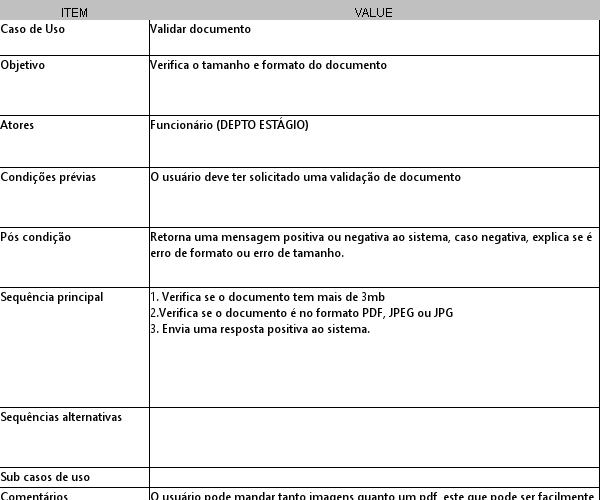 ITEM VALUE
Caso de Uso Validar documento
Objetivo Verifica o tamanho e formato do documento
Atores Funcionário (DEPTO ESTÁGIO)
Condições prévias O usuário deve ter solicitado uma validação de documento
Pós condição Retorna uma mensagem positiva ou negativa ao sistema, caso negativa, explica se é
erro de formato ou erro de tamanho.
Sequência principal 1. Verifica se o documento tem mais de 3mb
2.Verifica se o documento é no formato PDF, JPEG ou JPG
3. Envia uma resposta positiva ao sistema.
Sequências alternativas
Sub casos de uso
Comentários O usuário pode mandar tanto imagens quanto um pdf, este que pode ser facilmente